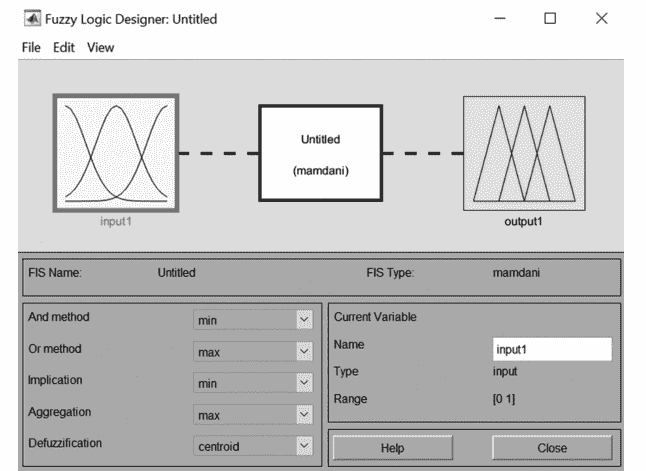 Fuzzy Logic Designer: Untitled
File Edit View
Untitled
(mamdani)
input1
output1
FIS Name: Untitled FIS Type: mamdani
And method min
Or method max
Implication min
Aggregation max
Defuzzification centroid
Current Variable
Name input1
Type input
Range [0 1]
Help Close